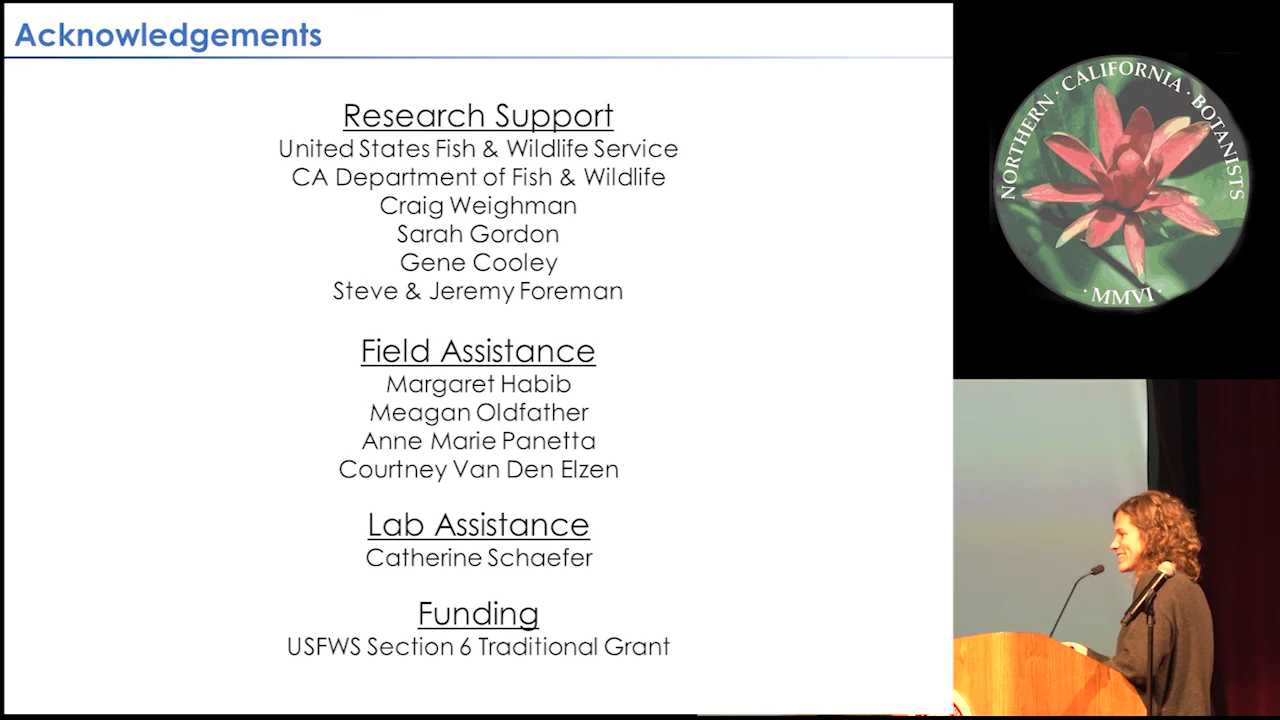 Acknowledgements
Research Support
United States Fish & Wildlife Service
CA Department of Fish & Wildlife
Craig Weighman
Sarah Gordon
Gene Cooley
Steve & Jeremy Foreman
Field Assistance
Margaret Habib
Meagan Oldfather
Anne Marie Panetta
Courtney Van Den Elzen
Lab Assistance
Catherine Schaefer
Funding
USFWS Section 6 Traditional Grant
NORTHERN · CALIFORNIA · BOTANISTS
· MMVI ·